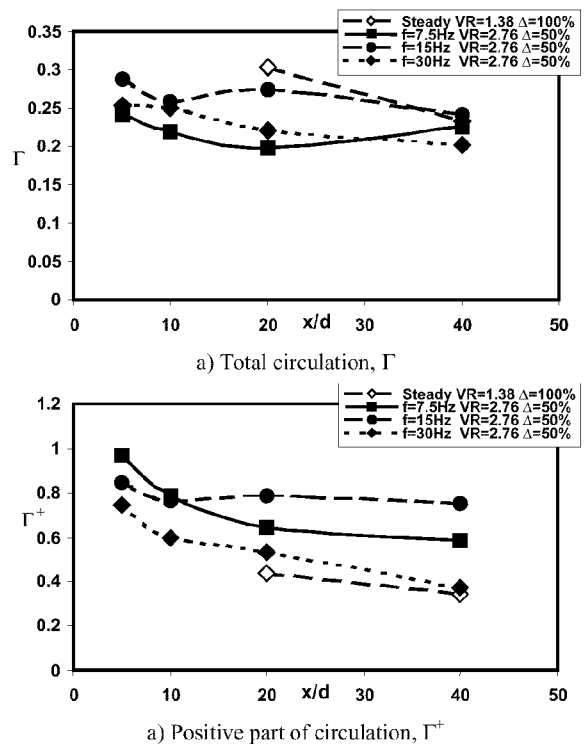 Steady VR=1.38 Δ=100%
f=7.5Hz VR=2.76 Δ=50%
f=15Hz VR=2.76 Δ=50%
f=30Hz VR=2.76 Δ=50%
0.35
0.3
0.25
0.2
0.15
0.1
0.05
0
Γ
0 10 20 30 40 50
x/d
a) Total circulation, Γ
Steady VR=1.38 Δ=100%
f=7.5Hz VR=2.76 Δ=50%
f=15Hz VR=2.76 Δ=50%
f=30Hz VR=2.76 Δ=50%
1.2
1
0.8
0.6
0.4
0.2
0
Γ⁺
0 10 20 30 40 50
x/d
a) Positive part of circulation, Γ⁺